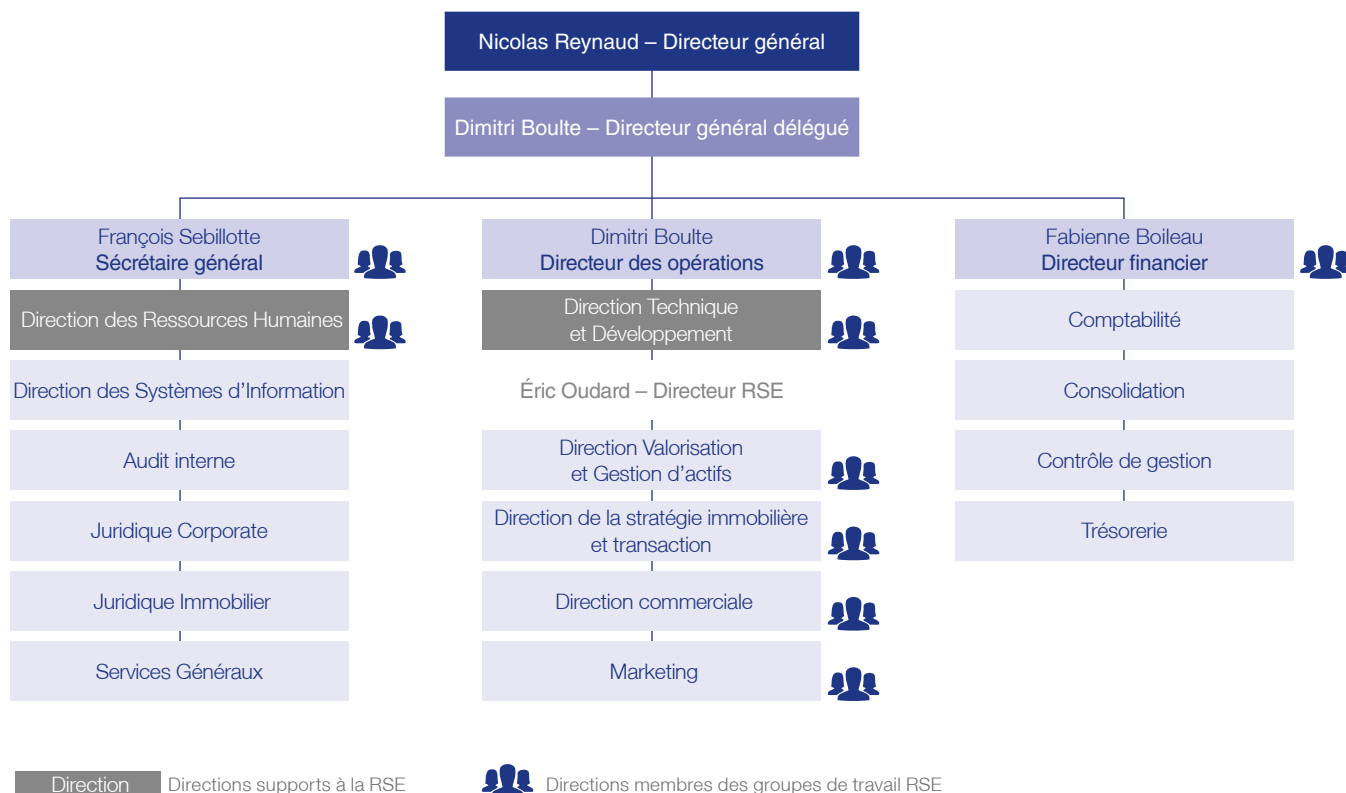 Nicolas Reynaud – Directeur général
Dimitri Boulte – Directeur général délégué
François Sebillotte
Sécrétaire général
Direction des Ressources Humaines
Direction des Systèmes d’Information
Audit interne
Juridique Corporate
Juridique Immobilier
Services Généraux
Dimitri Boulte
Directeur des opérations
Direction Technique
et Développement
Éric Oudard – Directeur RSE
Direction Valorisation
et Gestion d’actifs
Direction de la stratégie immobilière
et transaction
Direction commerciale
Marketing
Fabienne Boileau
Directeur financier
Comptabilité
Consolidation
Contrôle de gestion
Trésorerie
Direction
Directions supports à la RSE
Directions membres des groupes de travail RSE